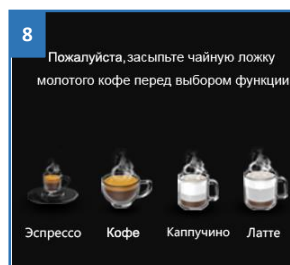 8
Пожалуйста, засыпьте чайную ложку
молотого кофе перед выбором функции
Эспрессо Кофе Каппучино Латте